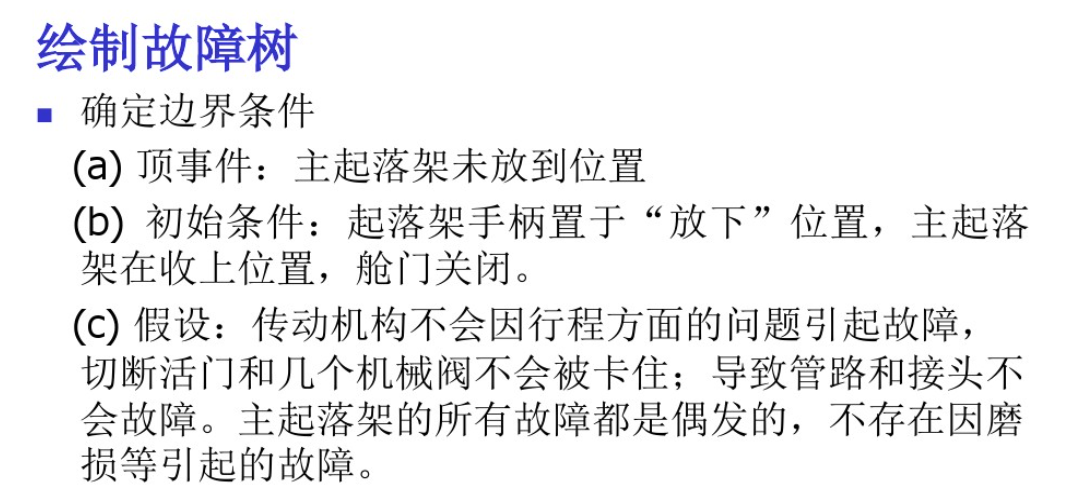 绘制故障树
确定边界条件
(a) 顶事件：主起落架未放到位置
(b) 初始条件：起落架手柄置于“放下”位置，主起落
架在收上位置，舱门关闭。
(c) 假设：传动机构不会因行程方面的问题引起故障，
切断活门和几个机械阀不会被卡住；导致管路和接头不
会故障。主起落架的所有故障都是偶发的，不存在因磨
损等引起的故障。